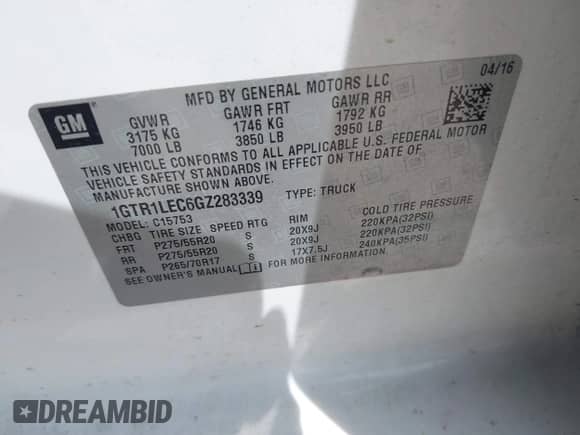 GM
MFD BY GENERAL MOTORS LLC
04/16
GVWR GAWR FRT GAWR RR
3175 KG 1746 KG 1792 KG
7000 LB 3850 LB 3950 LB
THIS VEHICLE CONFORMS TO ALL APPLICABLE U.S. FEDERAL MOTOR
VEHICLE SAFETY STANDARDS IN EFFECT ON THE DATE OF
MANUFACTURE SHOWN ABOVE.
1GTR1LEC6GZ283339 TYPE: TRUCK
MODEL: C15753
CHBG TIRE SIZE SPEED RTG RIM COLD TIRE PRESSURE
FRT P275/55R20 S 20X9J 220KPA(32PSI)
RR P275/55R20 S 20X9J 220KPA(32PSI)
SPA P265/70R17 S 17X7.5J 240KPA(35PSI)
SEE OWNER'S MANUAL FOR MORE INFORMATION.
DREAMBID